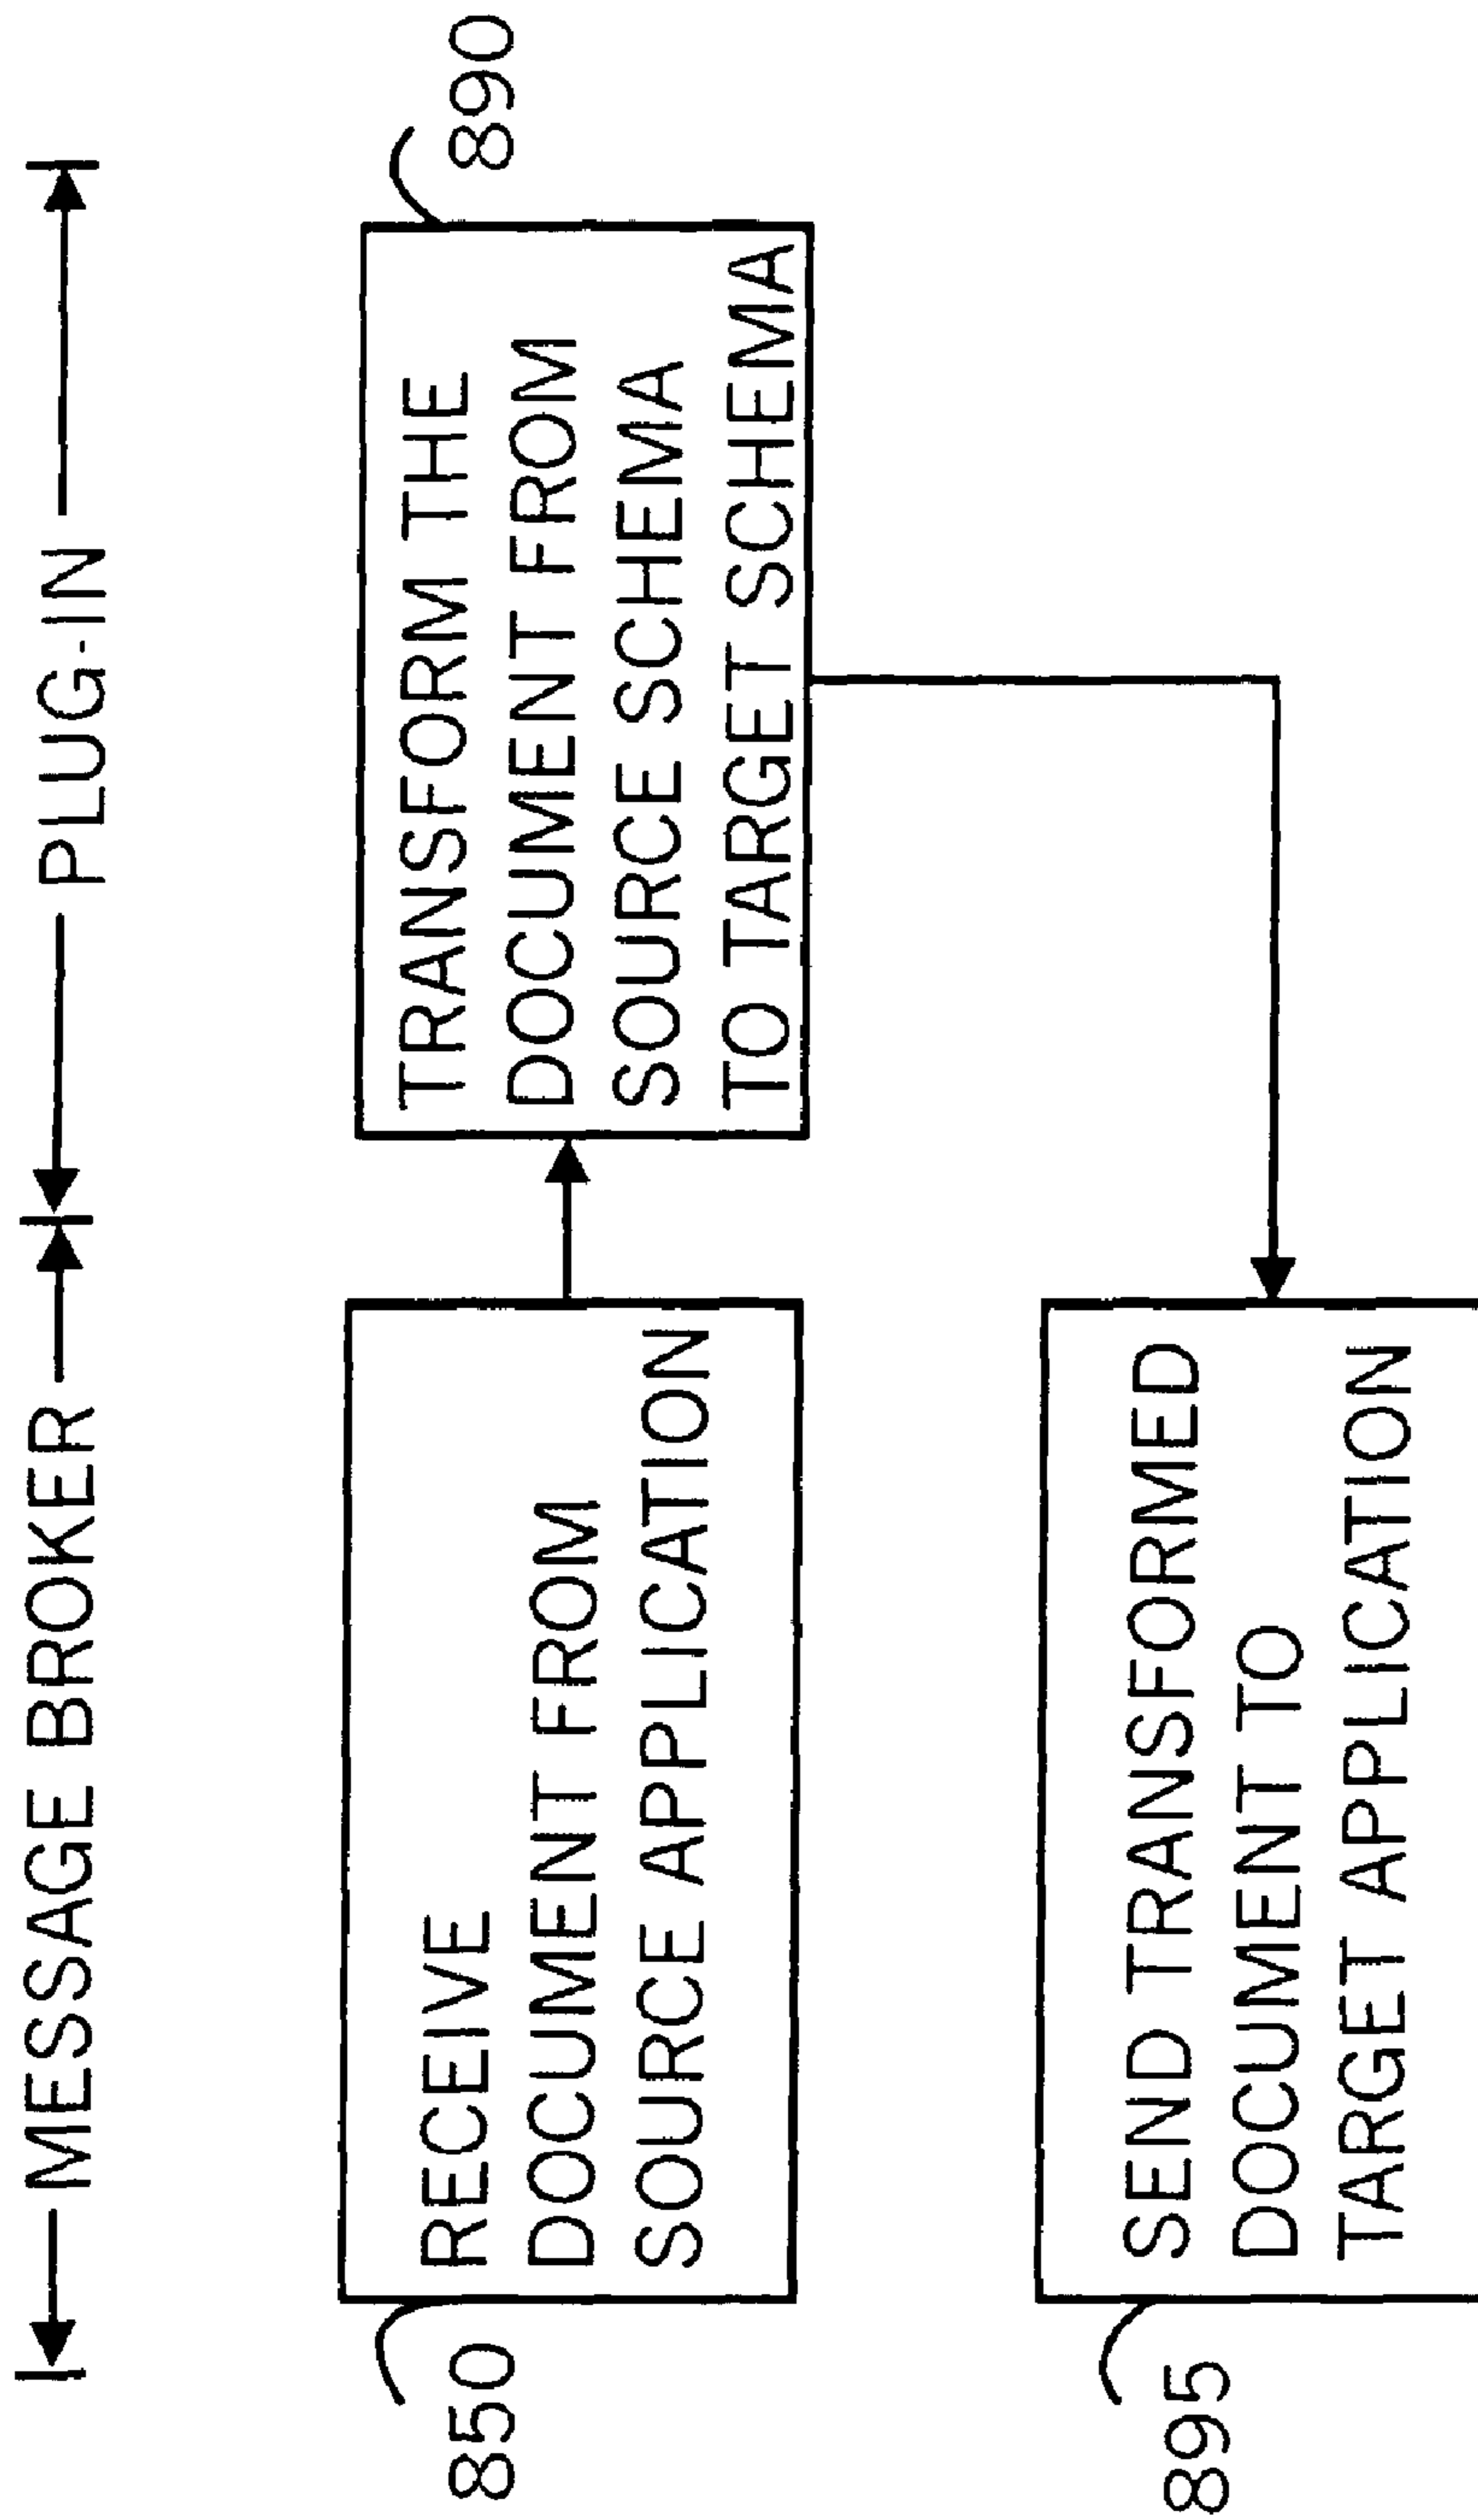 MESSAGE BROKER
PLUG-IN
850
RECEIVE
DOCUMENT FROM
SOURCE APPLICATION
890
TRANSFORM THE
DOCUMENT FROM
SOURCE SCHEMA
TO TARGET SCHEMA
895
SEND TRANSFORMED
DOCUMENT TO
TARGET APPLICATION